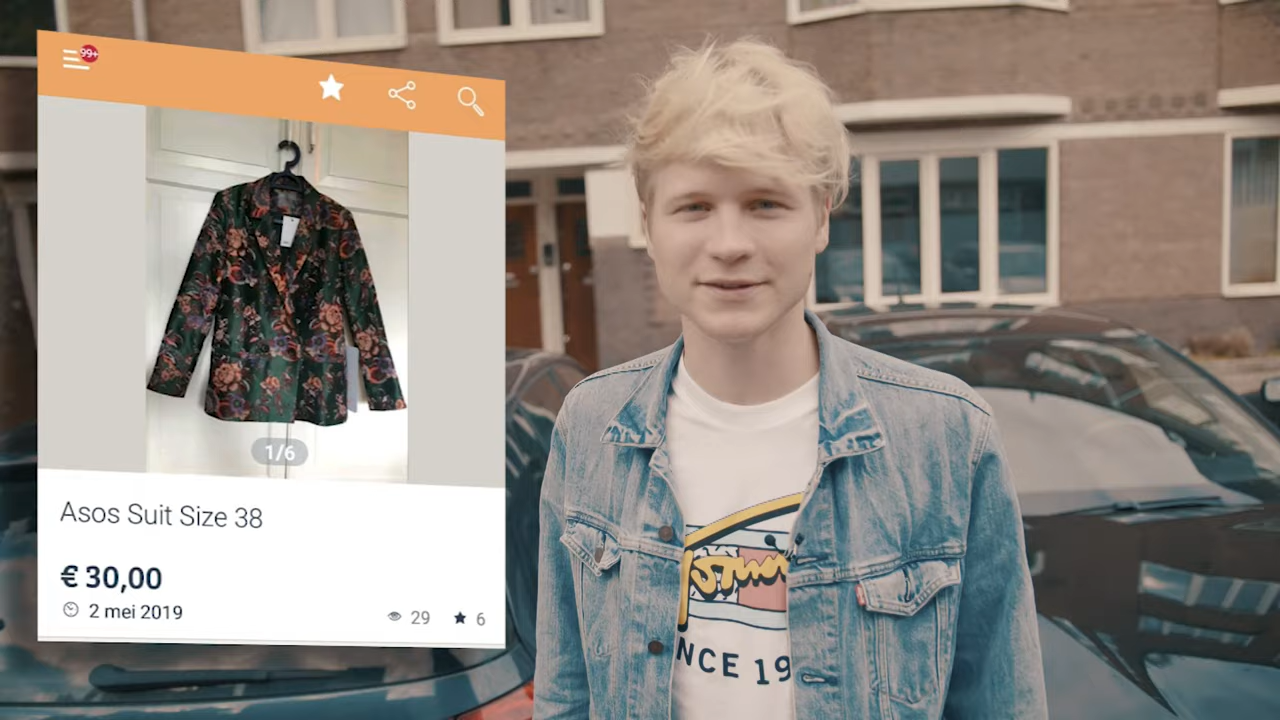 99+
1/6
Asos Suit Size 38
€ 30,00
2 mei 2019
29
6
NCE 19